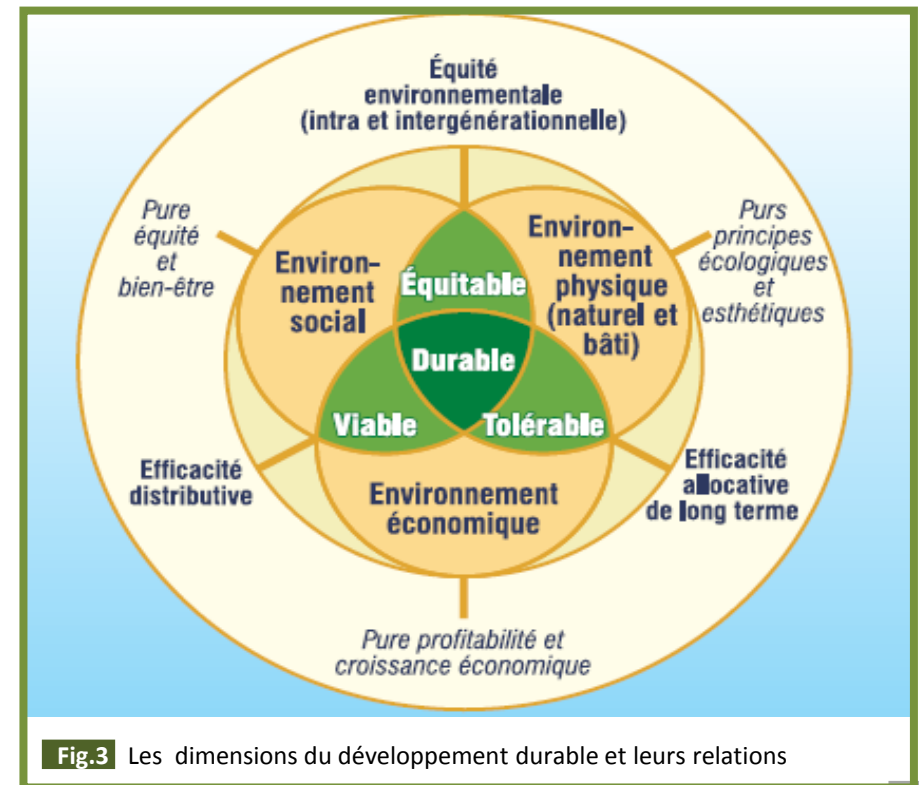 Équité
environnementale
(intra et intergénérationnelle)
Pure
équité
et
bien-être
Purs
principes
écologiques
et
esthétiques
Environ-
nement
social
Équitable
Environ-
nement
physique
(naturel et
bâti)
Durable
Viable
Tolérable
Efficacité
distributive
Environnement
économique
Efficacité
allocative
de long terme
Pure profitabilité et
croissance économique
Fig.3 Les dimensions du développement durable et leurs relations